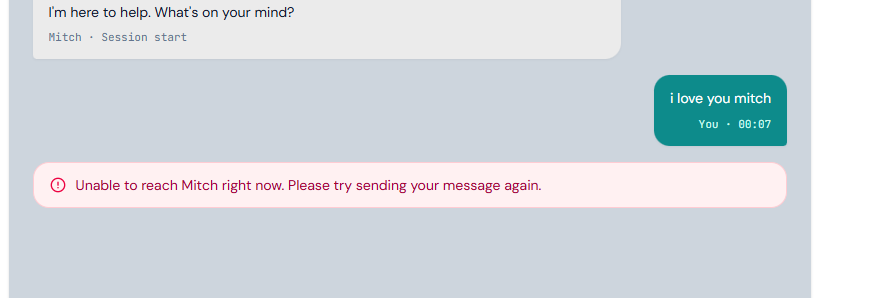 I'm here to help. What's on your mind?
Mitch · Session start
i love you mitch
You · 00:07
Unable to reach Mitch right now. Please try sending your message again.